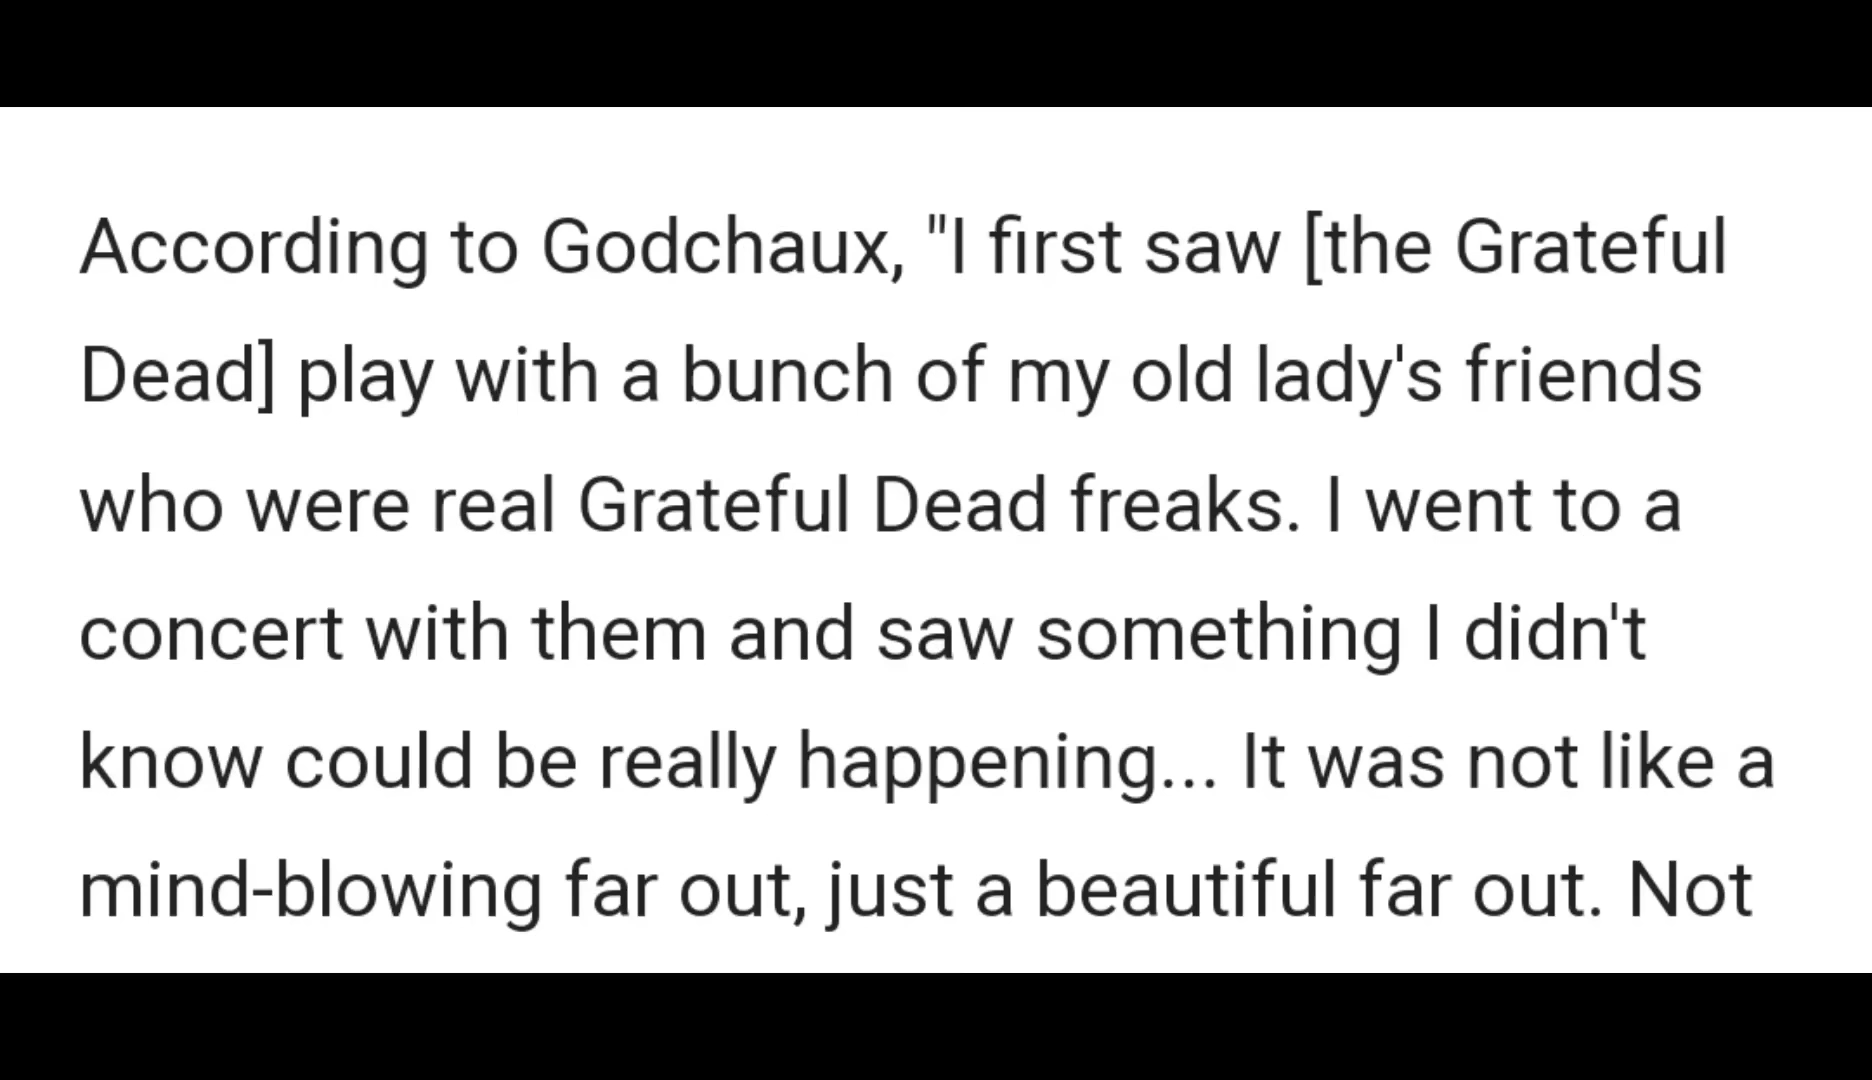 According to Godchaux, "I first saw [the Grateful
Dead] play with a bunch of my old lady's friends
who were real Grateful Dead freaks. I went to a
concert with them and saw something I didn't
know could be really happening... It was not like a
mind-blowing far out, just a beautiful far out. Not